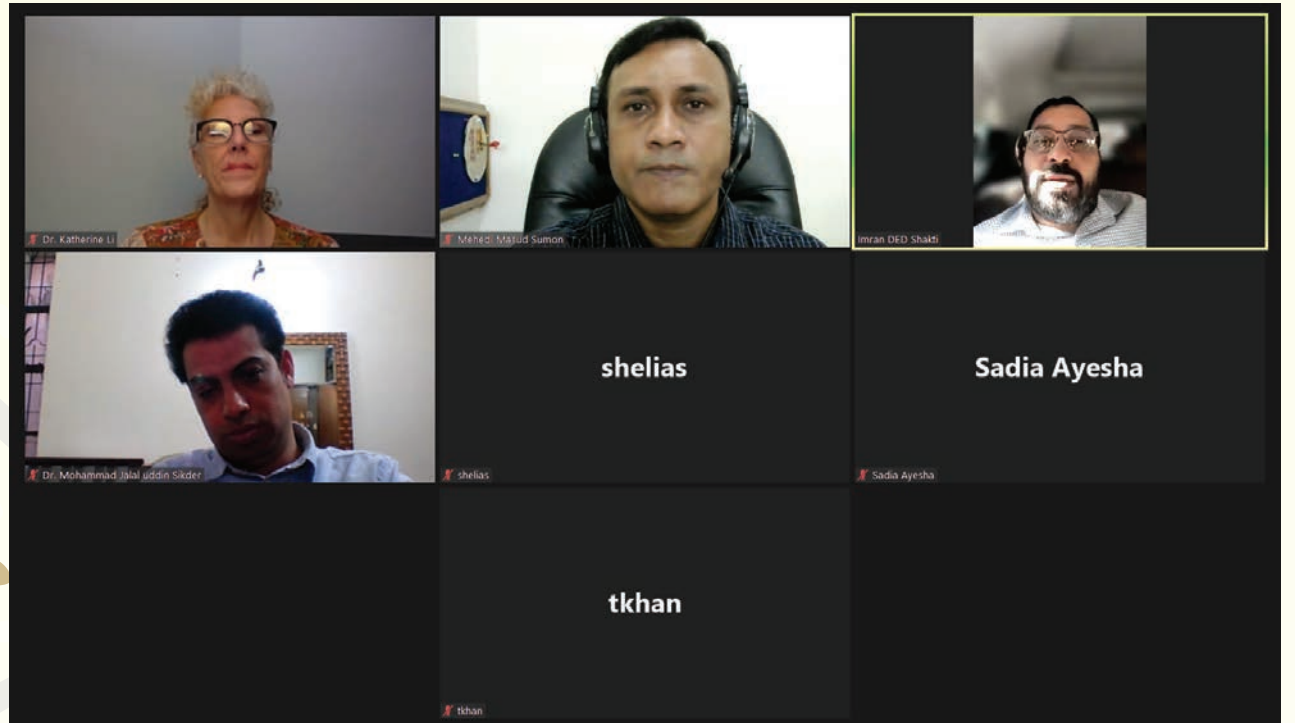 Dr. Katherine Li
Mehedi Masud Sumon
Imran DED Shakti
Dr. Mohammad Jalal uddin Sikder
shelias
shelias
Sadia Ayesha
Sadia Ayesha
tkhan
tkhan